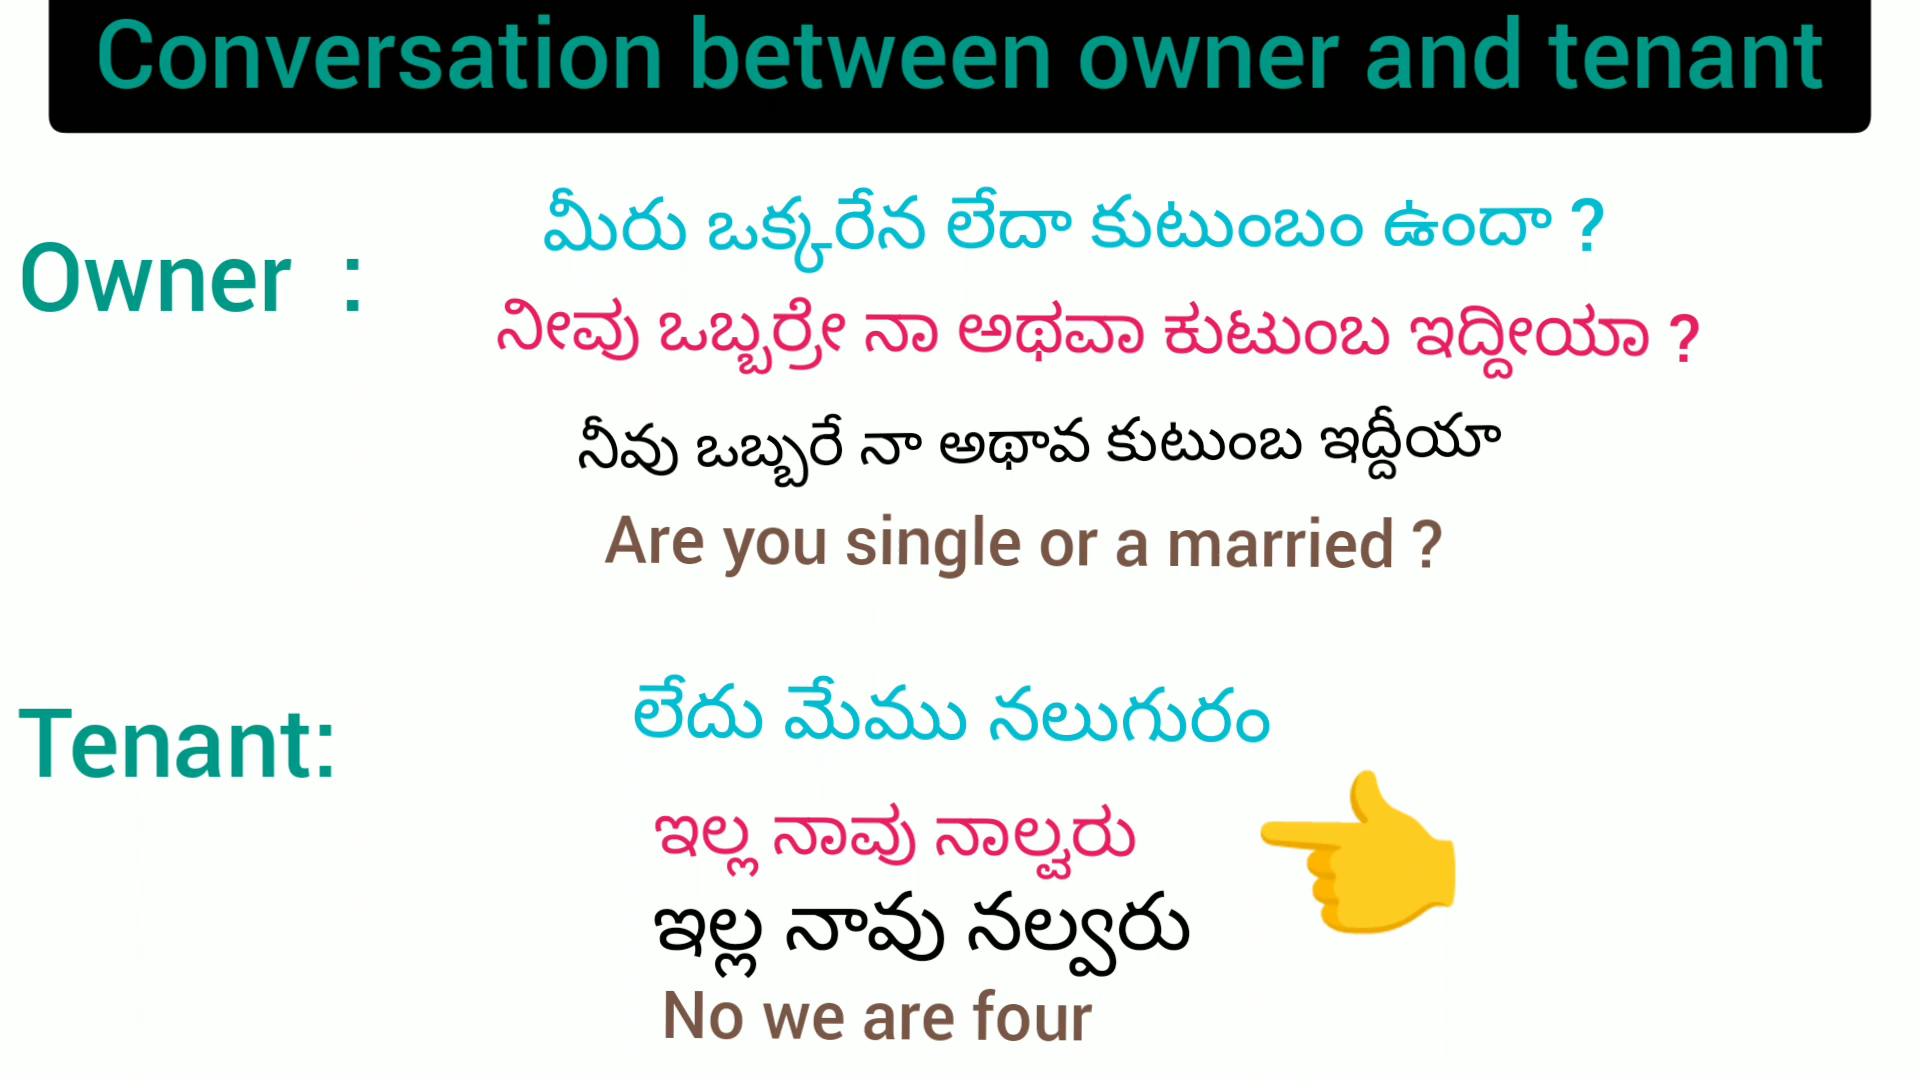 Conversation between owner and tenant
మీరు ఒక్కరేన లేదా కుటుంబం ఉందా ?
Owner :
ನೀವು ಒಬ್ಬರ್ರೇ ನಾ ಅಥವಾ ಕುಟುಂಬ ಇದ್ದೀಯಾ ?
నీవు ఒబ్బరే నా అథావ కుటుంబ ఇద్దీయా
Are you single or a married ?
లేదు మేము నలుగురం
Tenant:
ಇಲ್ಲ ನಾವು ನಾಲ್ವರು
ఇల్ల నావు నల్వరు
No we are four